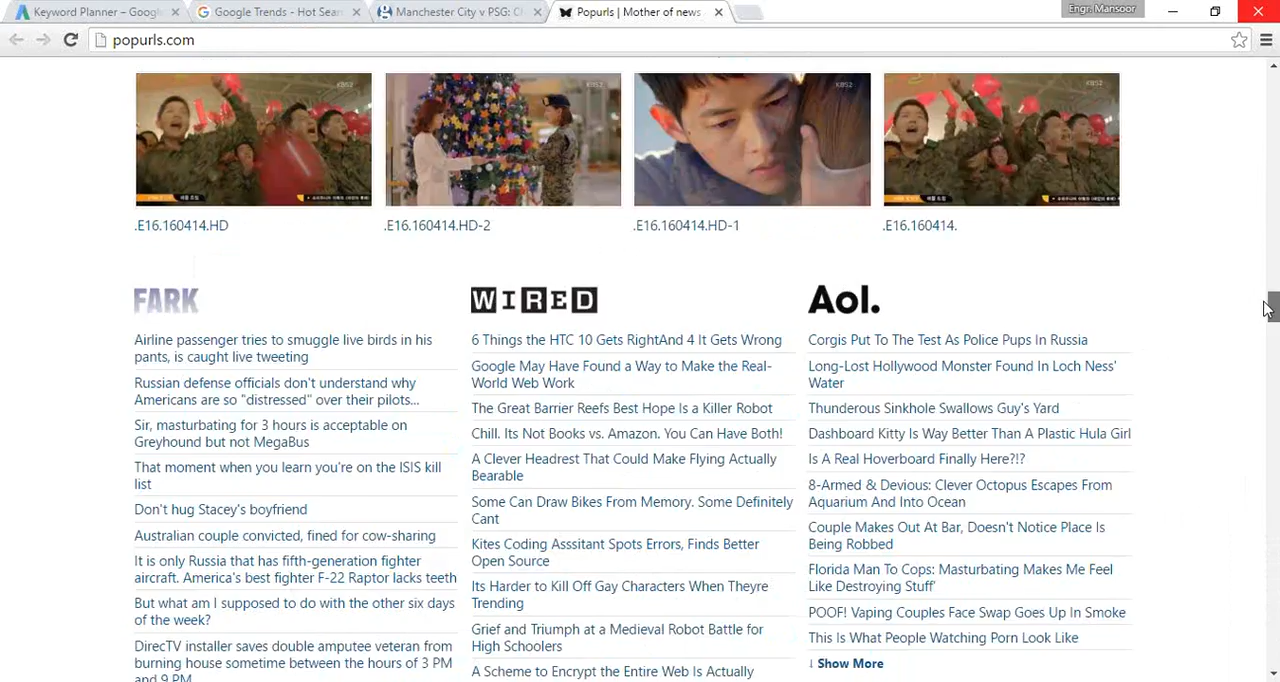 Keyword Planner – Googl
Google Trends - Hot Sear
Manchester City v PSG: Ch
Popurls | Mother of news
Engr. Mansoor
popurls.com
KBS2
KBS2
KBS2
.E16.160414.HD
.E16.160414.HD-2
.E16.160414.HD-1
.E16.160414.
FARK
Airline passenger tries to smuggle live birds in his
pants, is caught live tweeting
Russian defense officials don't understand why
Americans are so "distressed" over their pilots...
Sir, masturbating for 3 hours is acceptable on
Greyhound but not MegaBus
That moment when you learn you're on the ISIS kill
list
Don't hug Stacey's boyfriend
Australian couple convicted, fined for cow-sharing
It is only Russia that has fifth-generation fighter
aircraft. America's best fighter F-22 Raptor lacks teeth
But what am I supposed to do with the other six days
of the week?
DirecTV installer saves double amputee veteran from
burning house sometime between the hours of 3 PM
and 9 PM
WIRED
6 Things the HTC 10 Gets RightAnd 4 It Gets Wrong
Google May Have Found a Way to Make the Real-
World Web Work
The Great Barrier Reefs Best Hope Is a Killer Robot
Chill. Its Not Books vs. Amazon. You Can Have Both!
A Clever Headrest That Could Make Flying Actually
Bearable
Some Can Draw Bikes From Memory. Some Definitely
Cant
Kites Coding Asssitant Spots Errors, Finds Better
Open Source
Its Harder to Kill Off Gay Characters When Theyre
Trending
Grief and Triumph at a Medieval Robot Battle for
High Schoolers
A Scheme to Encrypt the Entire Web Is Actually
Aol.
Corgis Put To The Test As Police Pups In Russia
Long-Lost Hollywood Monster Found In Loch Ness'
Water
Thunderous Sinkhole Swallows Guy's Yard
Dashboard Kitty Is Way Better Than A Plastic Hula Girl
Is A Real Hoverboard Finally Here?!?
8-Armed & Devious: Clever Octopus Escapes From
Aquarium And Into Ocean
Couple Makes Out At Bar, Doesn't Notice Place Is
Being Robbed
Florida Man To Cops: Masturbating Makes Me Feel
Like Destroying Stuff'
POOF! Vaping Couples Face Swap Goes Up In Smoke
This Is What People Watching Porn Look Like
↓ Show More